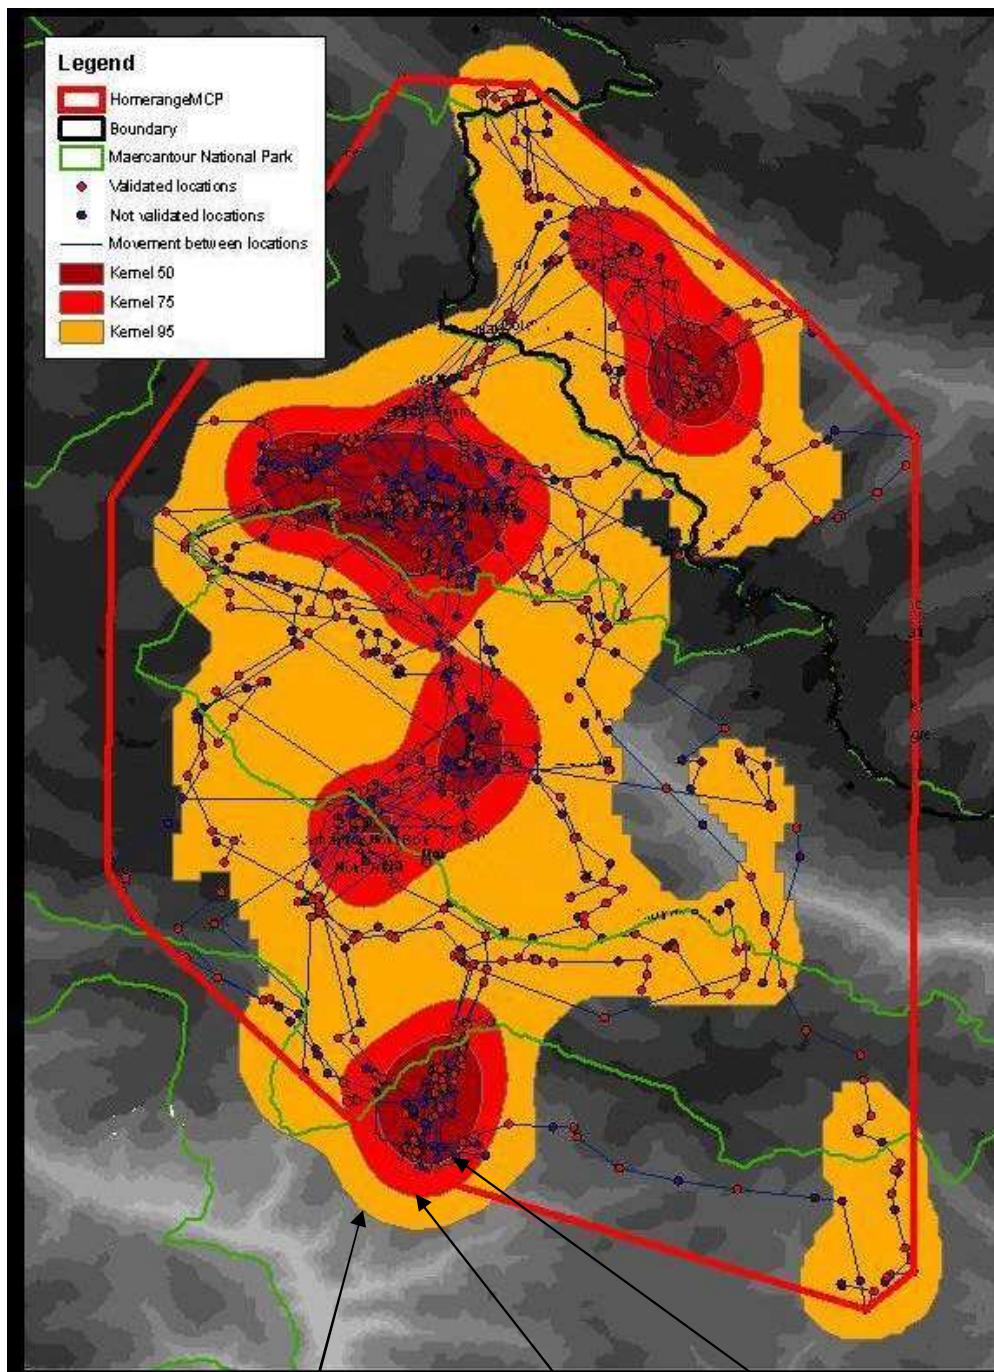 Legend
HomerangeMCP
Boundary
Maercantour National Park
Validated locations
Not validated locations
Movement between locations
Kernel 50
Kernel 75
Kernel 95